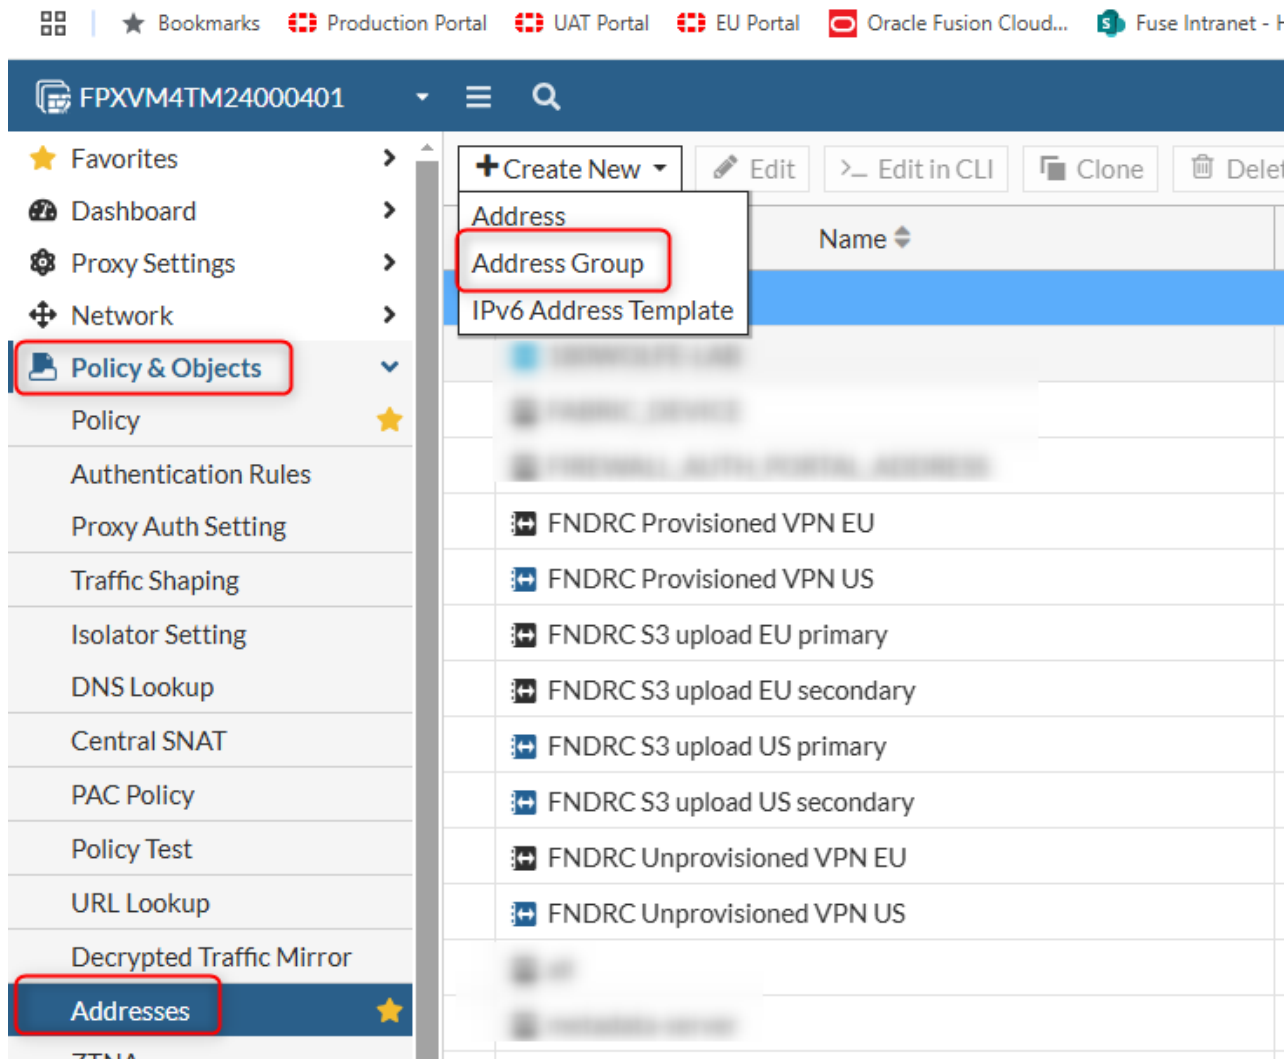 Bookmarks Production Portal UAT Portal EU Portal Oracle Fusion Cloud... Fuse Intranet - H
FPXVM4TM24000401
Favorites
Dashboard
Proxy Settings
Network
Policy & Objects
Policy
Authentication Rules
Proxy Auth Setting
Traffic Shaping
Isolator Setting
DNS Lookup
Central SNAT
PAC Policy
Policy Test
URL Lookup
Decrypted Traffic Mirror
Addresses
ZTNA
+ Create New Edit >_ Edit in CLI Clone Delet
Address
Address Group
IPv6 Address Template
Name
FNDRC Provisioned VPN EU
FNDRC Provisioned VPN US
FNDRC S3 upload EU primary
FNDRC S3 upload EU secondary
FNDRC S3 upload US primary
FNDRC S3 upload US secondary
FNDRC Unprovisioned VPN EU
FNDRC Unprovisioned VPN US